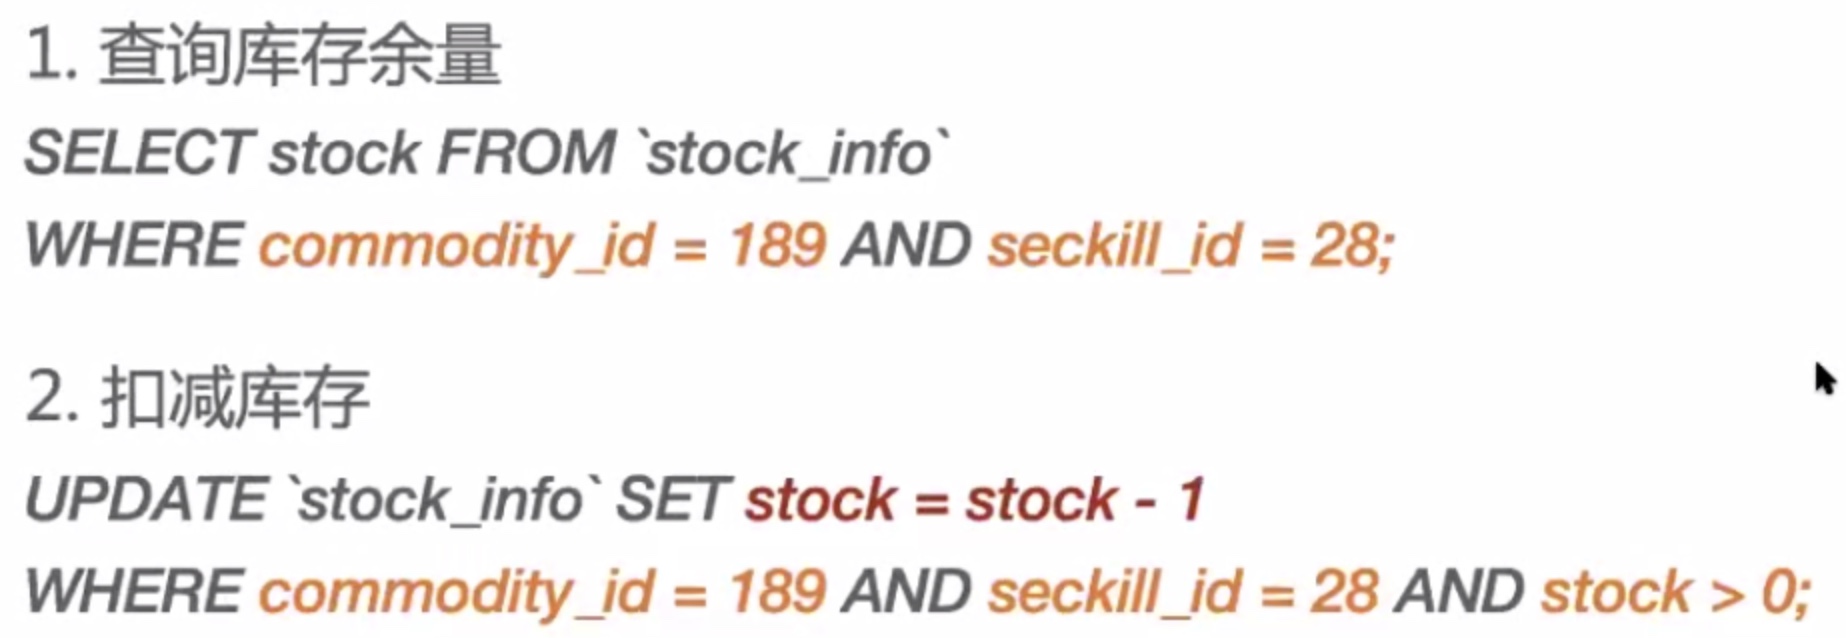 1. 查询库存余量
SELECT stock FROM `stock_info`
WHERE commodity_id = 189 AND seckill_id = 28;
2. 扣减库存
UPDATE `stock_info` SET stock = stock - 1
WHERE commodity_id = 189 AND seckill_id = 28 AND stock > 0;